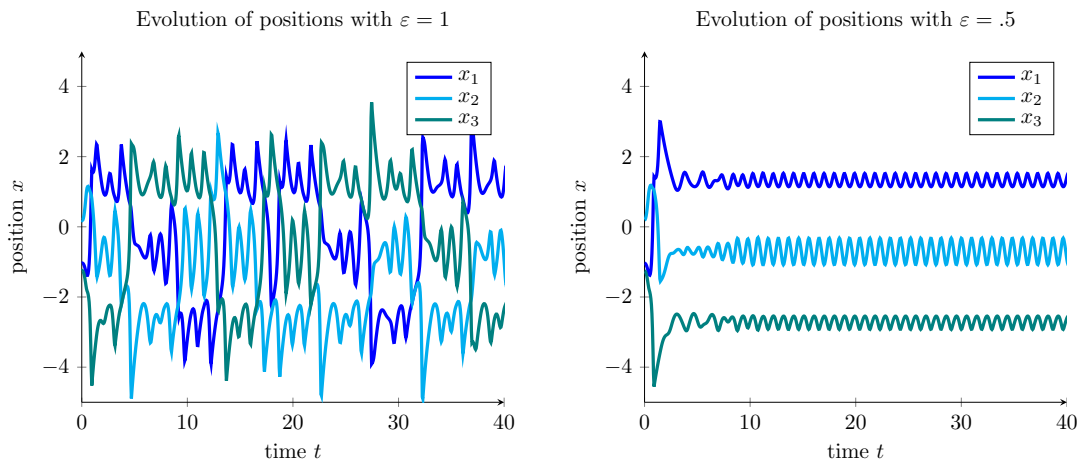 Evolution of positions with ε = 1
position x
4
2
0
−2
−4
0
10
20
30
40
time t
x₁
x₂
x₃
Evolution of positions with ε = .5
position x
4
2
0
−2
−4
0
10
20
30
40
time t
x₁
x₂
x₃